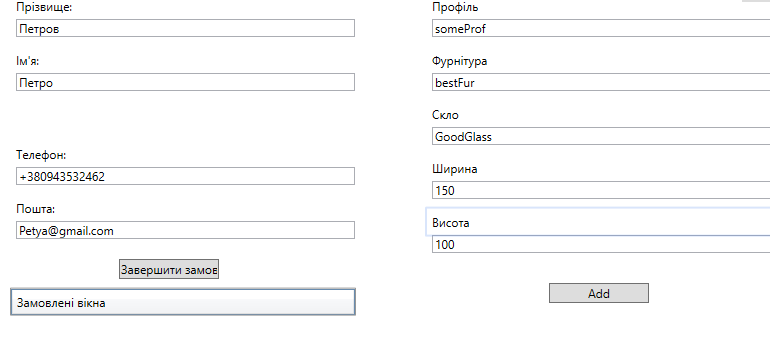 Прізвище:
Петров
Ім'я:
Петро
Телефон:
+380943532462
Пошта:
Petya@gmail.com
Завершити замов
Замовлені вікна
Профіль
someProf
Фурнітура
bestFur
Скло
GoodGlass
Ширина
150
Висота
100
Add